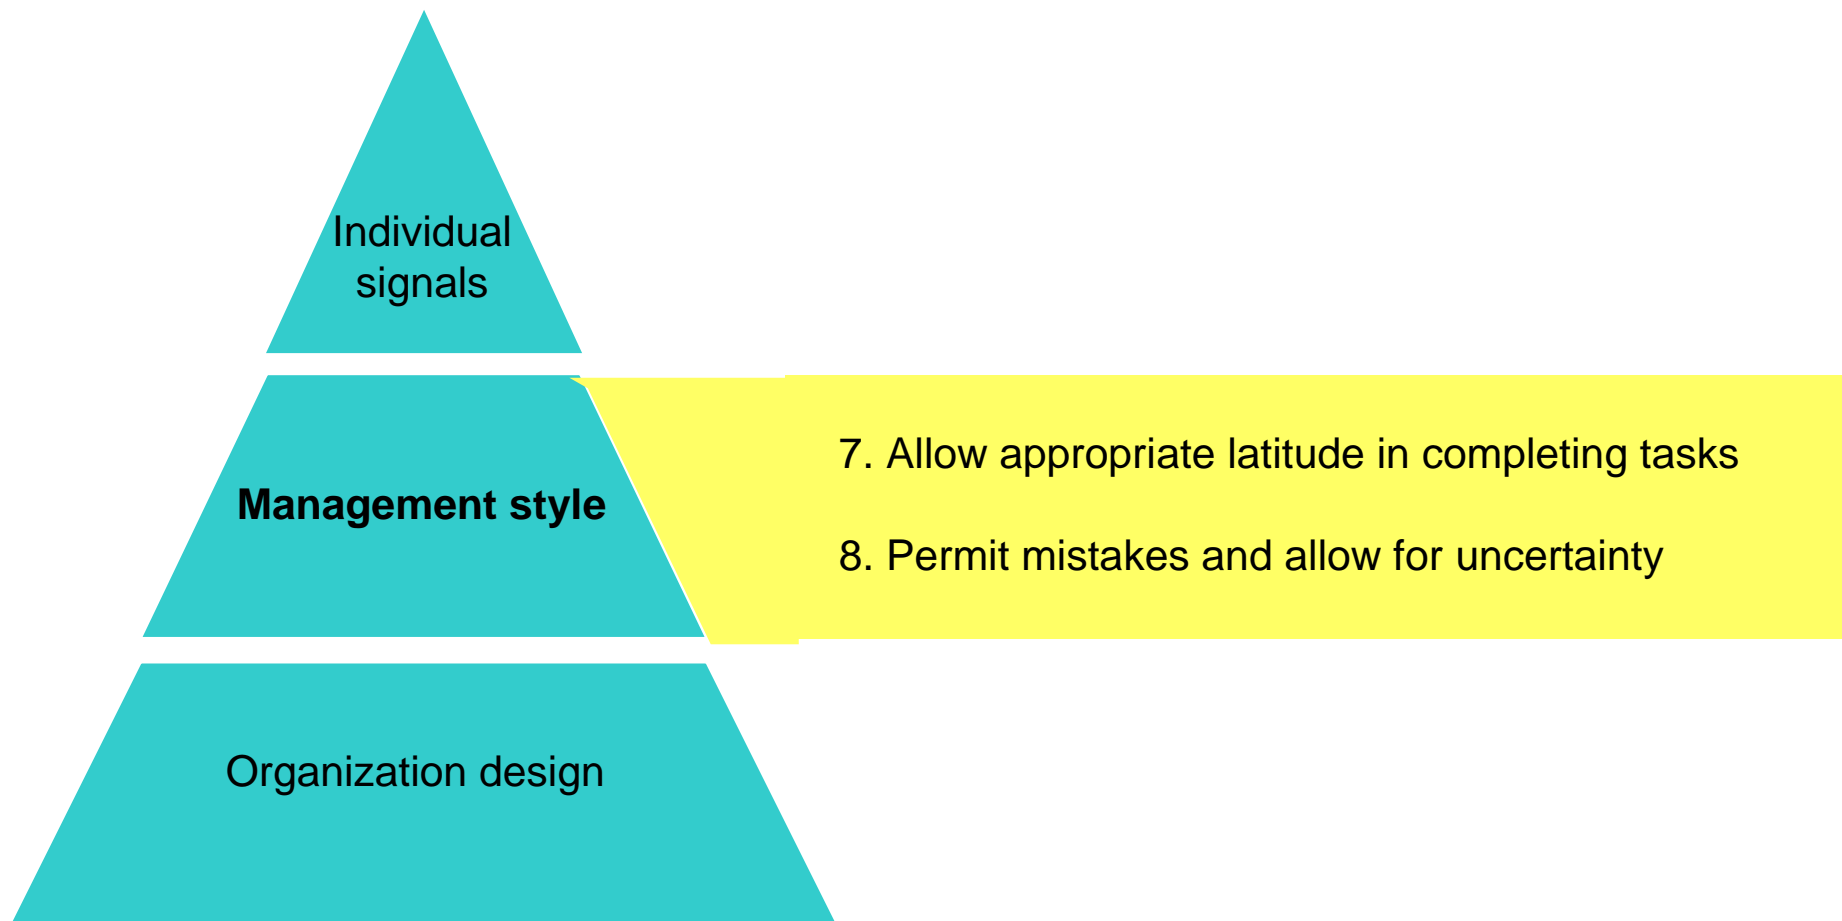 Individual
signals
Management style
7. Allow appropriate latitude in completing tasks
8. Permit mistakes and allow for uncertainty
Organization design